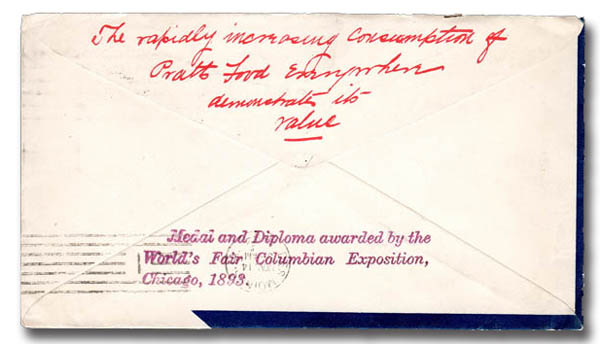 The rapidly increasing Consumption of
Pratts Food Everywhere
demonstrates its
value
Medal and Diploma awarded by the
World's Fair Columbian Exposition,
Chicago, 1893.